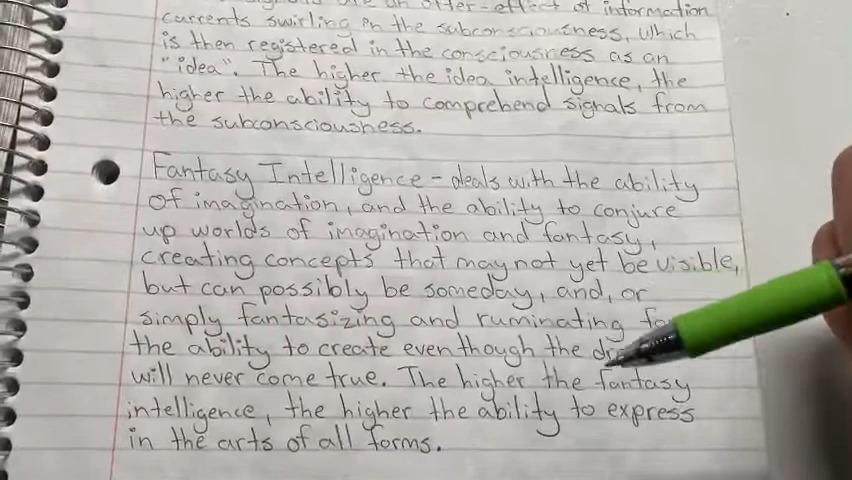 an after-effect of information
currents swirling in the subconsciousness, which
is then registered in the consciousness as an
"idea". The higher the idea intelligence, the
higher the ability to comprehend signals from
the subconsciousness.
Fantasy Intelligence - deals with the ability
of imagination, and the ability to conjure
up worlds of imagination and fantasy,
creating concepts that may not yet be visible,
but can possibly be someday, and, or
simply fantasizing and ruminating
the ability to create even though the
will never come true. The higher the fantasy
intelligence, the higher the ability to express
in the arts of all forms.